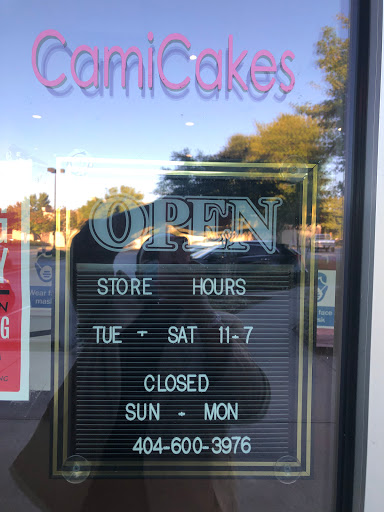 CamiCakes
OPEN
STORE HOURS
TUE - SAT 11-7
CLOSED
SUN - MON
404-600-3976